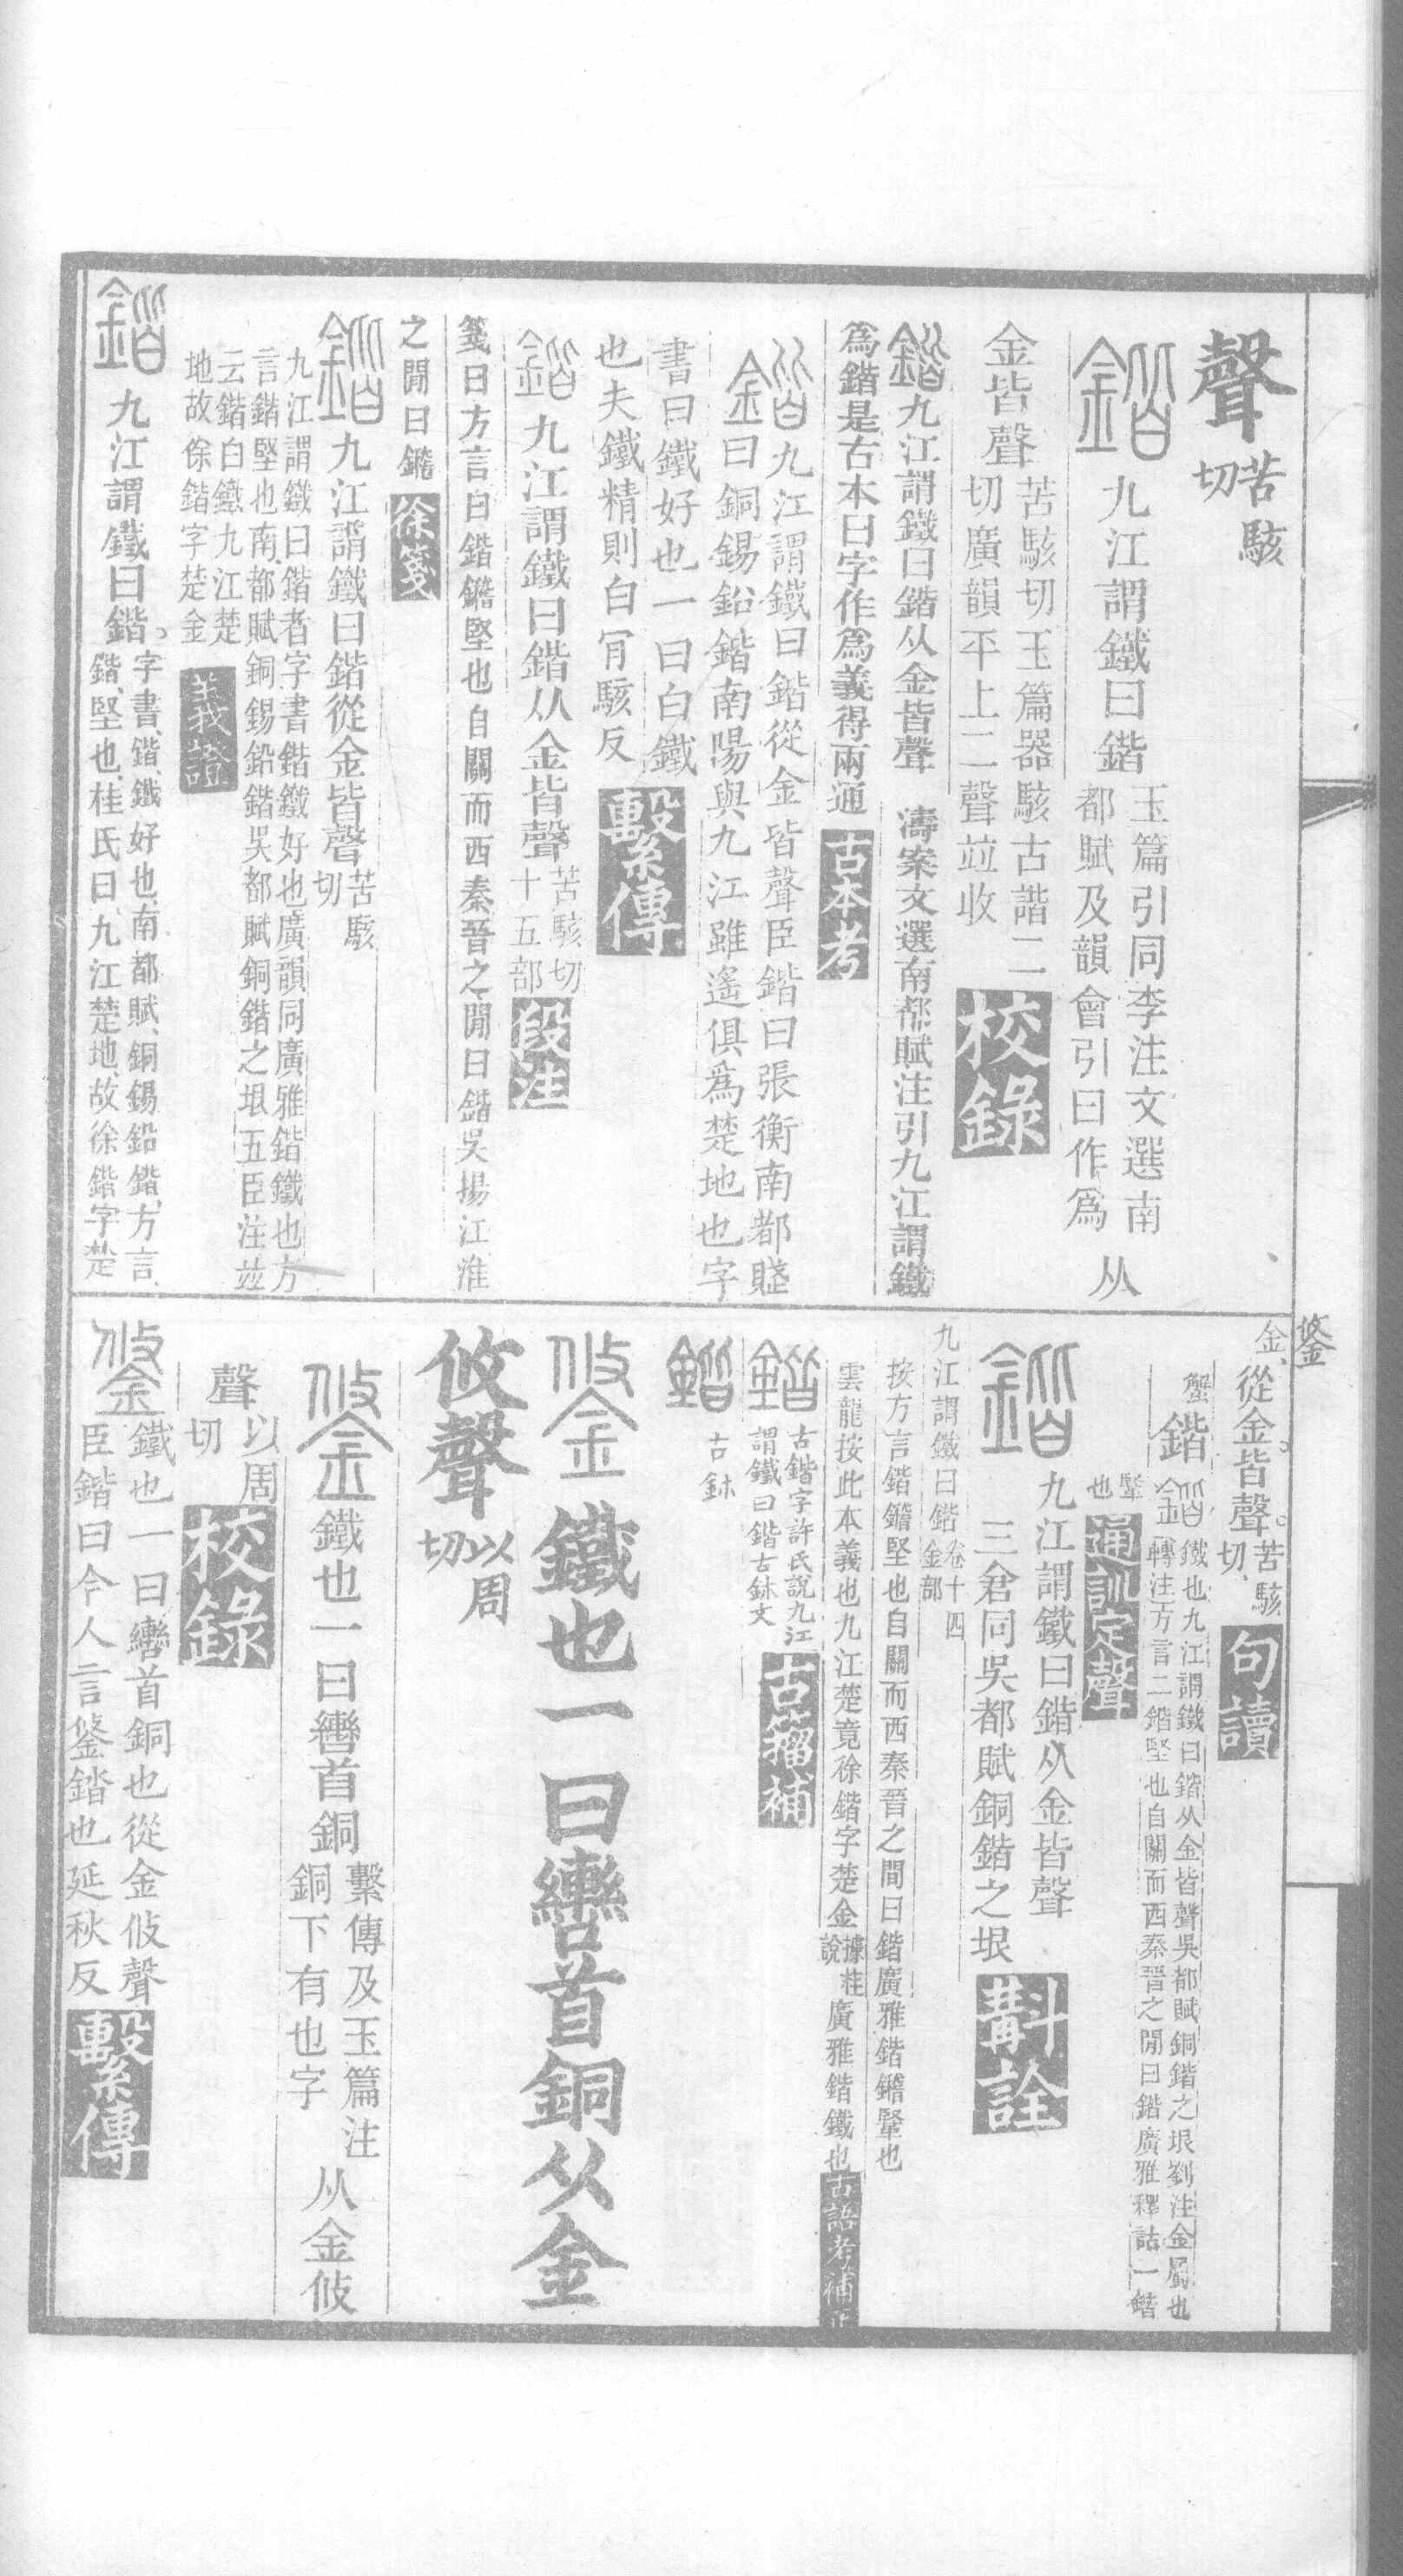 聲苦駭切
鍇九江謂鐵曰鍇玉篇引同李注文選南都賦及韻會引曰作爲从
金皆聲苦駭切玉篇器駭古諧二切廣韻平上二聲竝收校錄
鍇九江謂鐵曰鍇从金皆聲 濤案文選南都賦注引九江謂鐵
爲鍇是古本曰字作爲義得兩通古本考
鍇九江謂鐵曰鍇從金皆聲臣鍇曰張衡南都賦
曰銅錫鉛鍇南陽與九江雖遙俱爲楚地也字
書曰鐵好也一曰白鐵
也夫鐵精則白肎駭反繫傳
鍇九江謂鐵曰鍇从金皆聲苦駭切十五部段注
箋曰方言曰鍇鐕堅也自關而西秦晉之閒曰鍇吳揚江淮
之閒曰鐕徐箋
鍇九江謂鐵曰鍇從金皆聲苦駭切
九江謂鐵曰鍇者字書鍇鐵好也廣韻同廣雅鍇鐵也方
言鍇堅也南都賦銅錫鉛鍇吳都賦銅鍇之垠五臣注竝
云鍇白鐵九江楚
地故徐鍇字楚金義證
鍇九江謂鐵曰鍇。字書、鍇、鐵好也、南都賦、銅錫鉛鍇、方言、
鍇、堅也、桂氏曰、九江楚地、故徐鍇字楚
鋚
金、從金。皆聲。苦駭切、句讀
蟹 鍇鍇鐵也九江謂鐵曰鍇从金皆聲吳都賦銅鍇之垠劉注金屬也
轉注方言二鍇堅也自關而西秦晉之閒曰鍇廣雅釋詁一鍇
鞏也通訓定聲
鍇九江謂鐵曰鍇从金皆聲
三倉同吳都賦銅鍇之垠斠詮
九江謂鐵曰鍇卷十四金部
按方言鍇鐕堅也自關而西秦晉之間曰鍇廣雅鍇鐕鞏也
雲龍按此本義也九江楚竟徐鍇字楚金據桂說廣雅鍇鐵也古語考補正
鍇古鍇字許氏說九江謂鐵曰鍇古鉥文古籀補
鍇古鉥
鋚鐵也一曰轡首銅从金
攸聲以周切
鋚鐵也一曰轡首銅繫傳及玉篇注銅下有也字从金攸
聲以周切校錄
鋚鐵也一曰轡首銅也從金攸聲
臣鍇曰今人言鋚䥯也延秋反繫傳